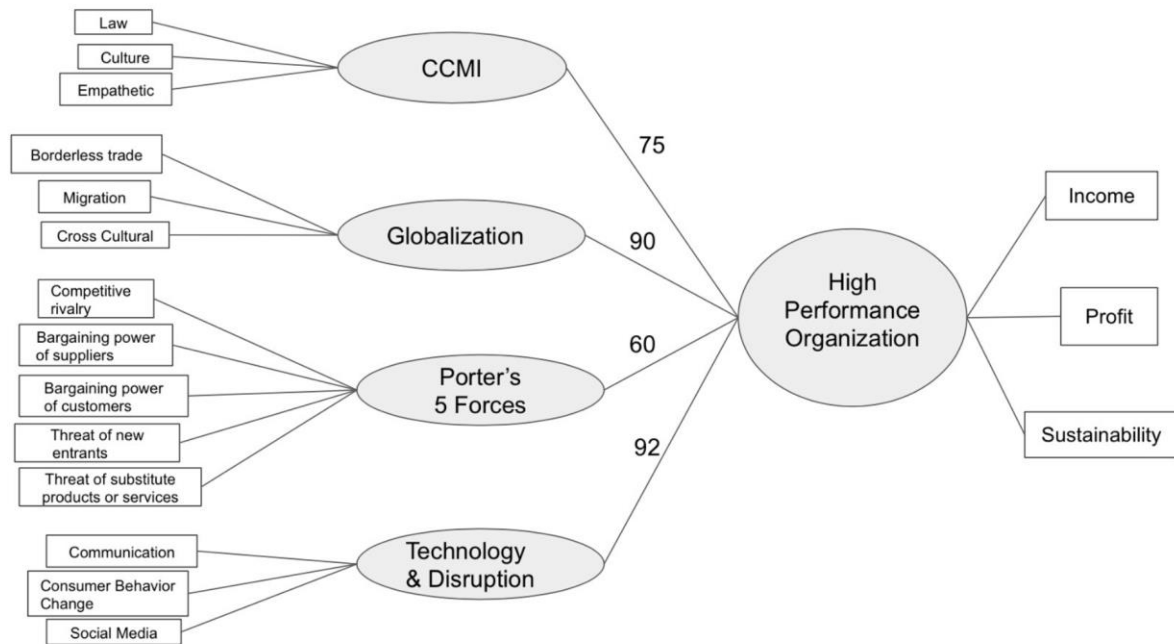 Law
Culture
Empathetic
CCMI
Borderless trade
Migration
Cross Cultural
Globalization
Competitive
rivalry
Bargaining power
of suppliers
Bargaining power
of customers
Threat of new
entrants
Threat of substitute
products or services
Porter’s
5 Forces
Communication
Consumer Behavior
Change
Social Media
Technology
& Disruption
75
90
60
92
High
Performance
Organization
Income
Profit
Sustainability